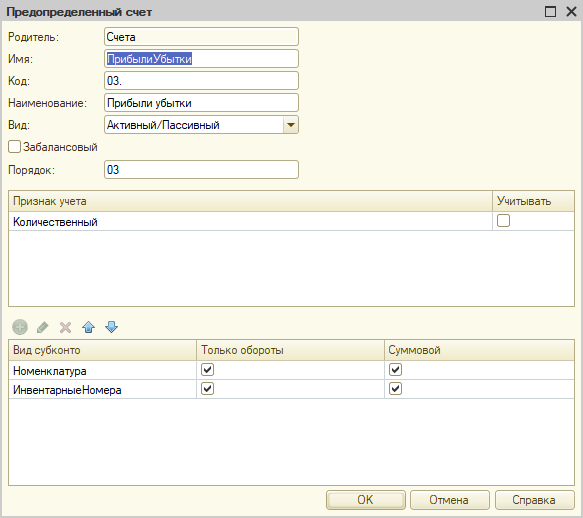 Предопределенный счет
Родитель: Счета
Имя: ПрибылиУбытки
Код: 03.
Наименование: Прибыли убытки
Вид: Активный/Пассивный
Забалансовый
Порядок: 03
Признак учета Учитывать
Количественный
Вид субконто Только обороты Суммовой
Номенклатура
ИнвентарныеНомера
OK Отмена Справка